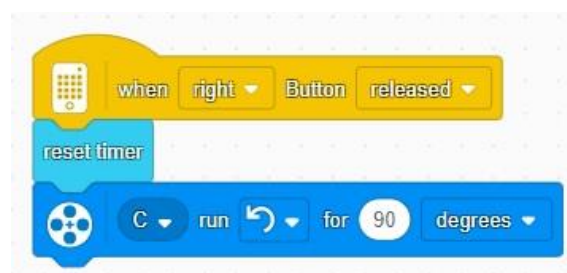 when right Button released
reset timer
C run for 90 degrees